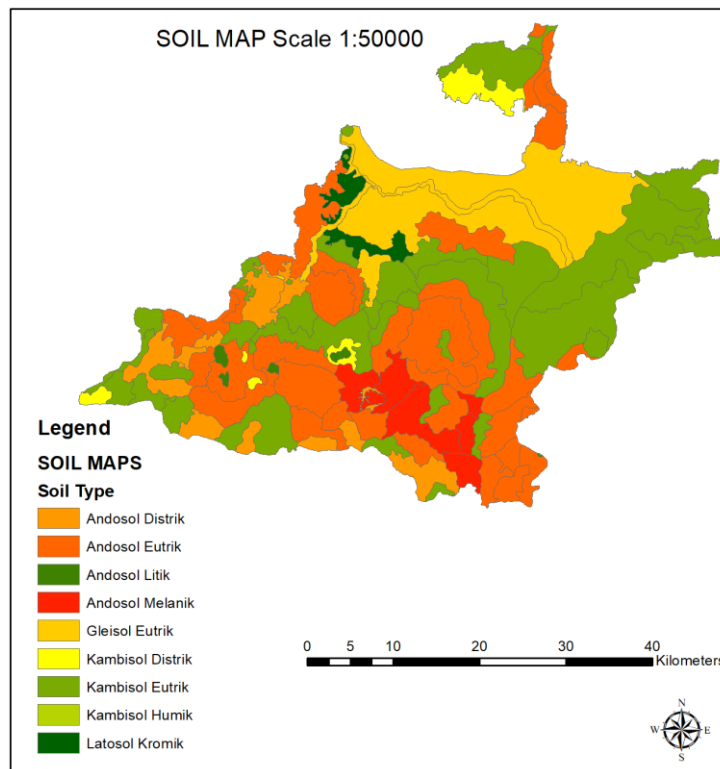 SOIL MAP Scale 1:50000
Legend
SOIL MAPS
Soil Type
Andosol Distrik
Andosol Eutrik
Andosol Litik
Andosol Melanik
Gleisol Eutrik
Kambisol Distrik
Kambisol Eutrik
Kambisol Humik
Latosol Kromik
0 5 10 20 30 40
Kilometers
N
W E
S